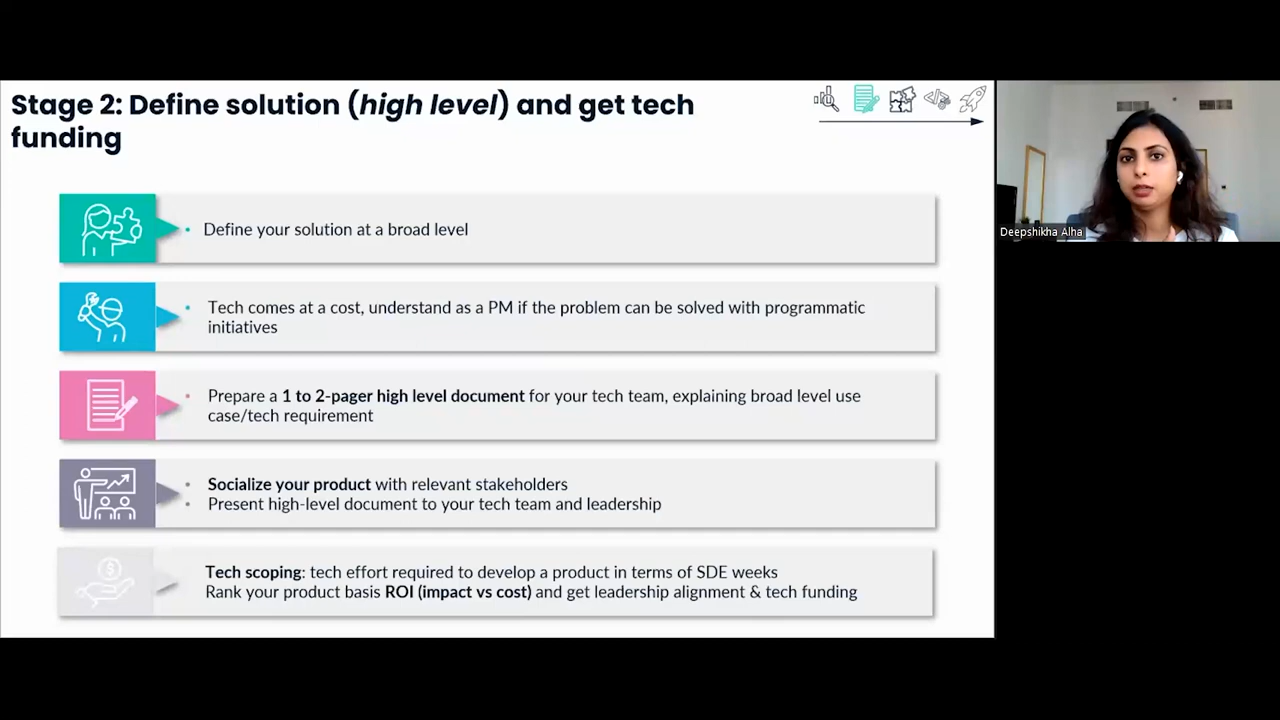 Stage 2: Define solution (high level) and get tech
funding
• Define your solution at a broad level
• Tech comes at a cost, understand as a PM if the problem can be solved with programmatic
initiatives
• Prepare a 1 to 2-pager high level document for your tech team, explaining broad level use
case/tech requirement
• Socialize your product with relevant stakeholders
• Present high-level document to your tech team and leadership
Tech scoping: tech effort required to develop a product in terms of SDE weeks
Rank your product basis ROI (impact vs cost) and get leadership alignment & tech funding
Deepshikha Alha